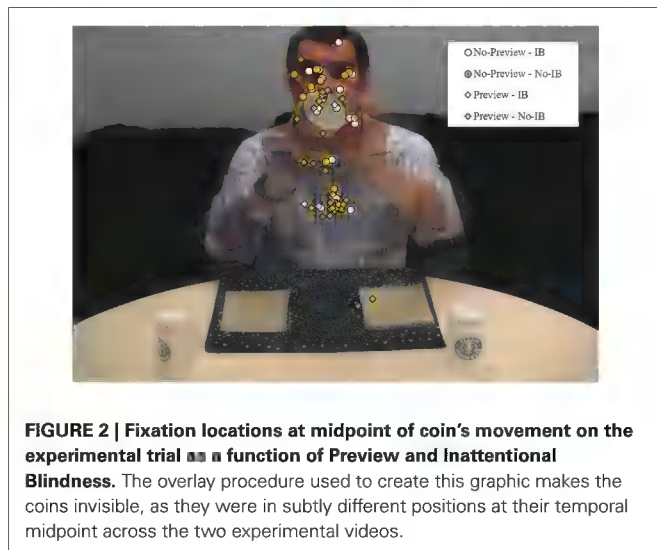 No-Preview - IB
No-Preview - No-IB
Preview - IB
Preview - No-IB
FIGURE 2 | Fixation locations at midpoint of coin's movement on the
experimental trial as a function of Preview and Inattentional
Blindness. The overlay procedure used to create this graphic makes the
coins invisible, as they were in subtly different positions at their temporal
midpoint across the two experimental videos.